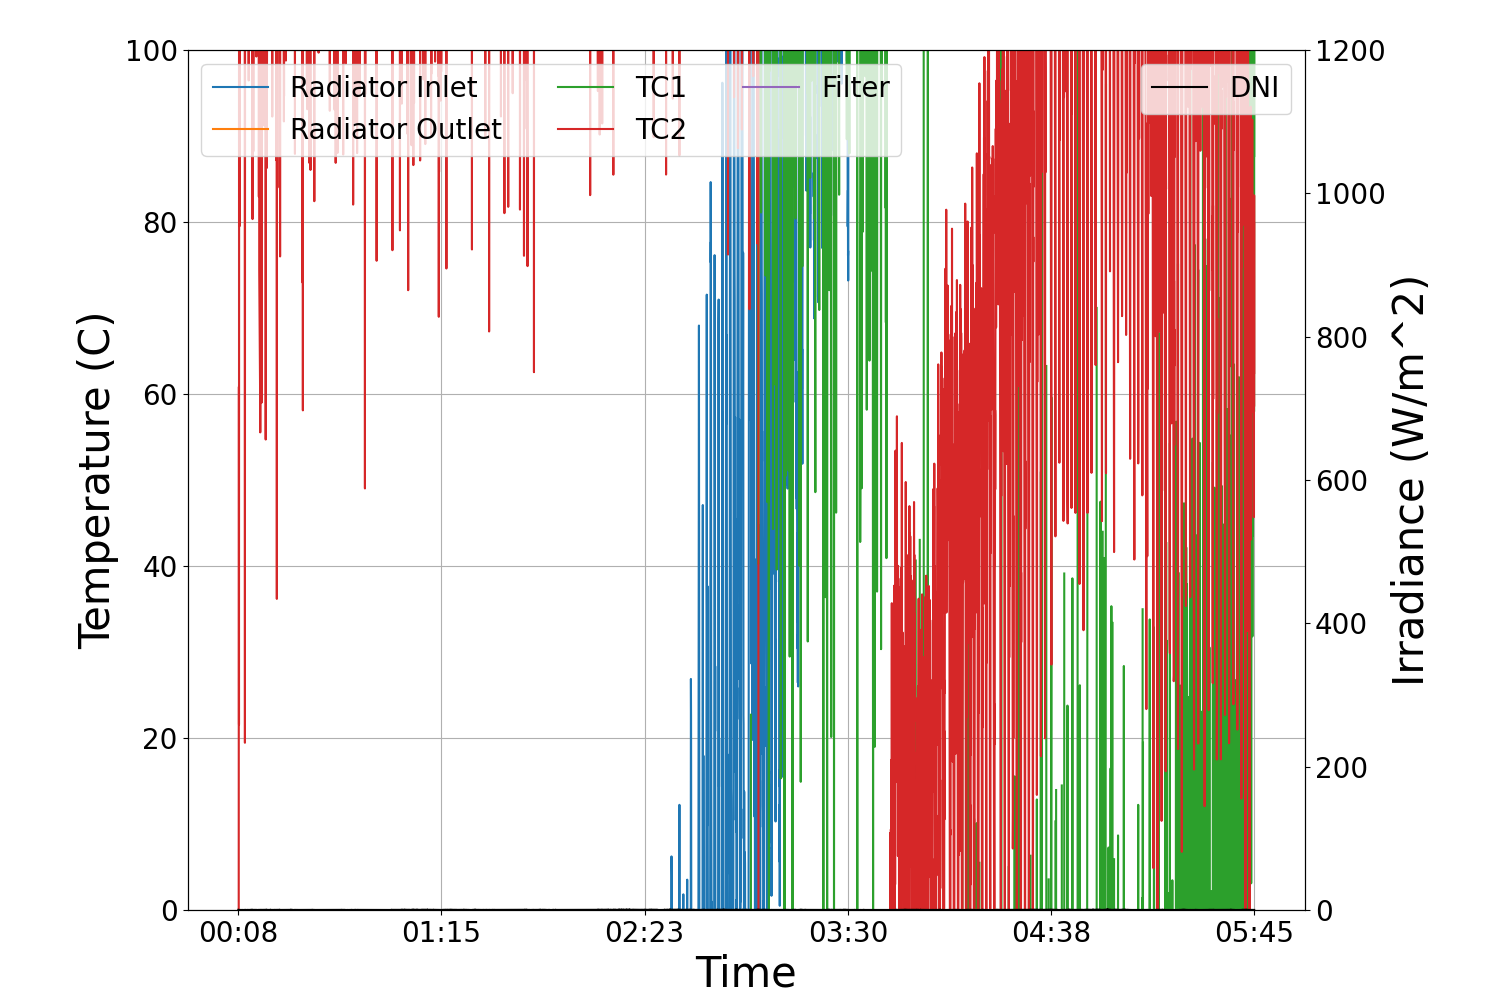 100
80
60
40
20
0
Temperature (C)
Radiator Inlet
Radiator Outlet
TC1
TC2
Filter
DNI
1200
1000
800
600
400
200
0
Irradiance (W/m^2)
00:08 01:15 02:23 03:30 04:38 05:45
Time